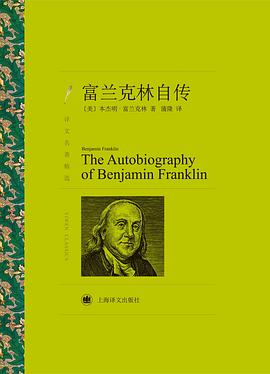 富兰克林自传
〔美〕本杰明·富兰克林 著 蒲隆 译
Benjamin Franklin
The Autobiography
of Benjamin Franklin
译文名著精选
YIWEN CLASSICS
上海译文出版社